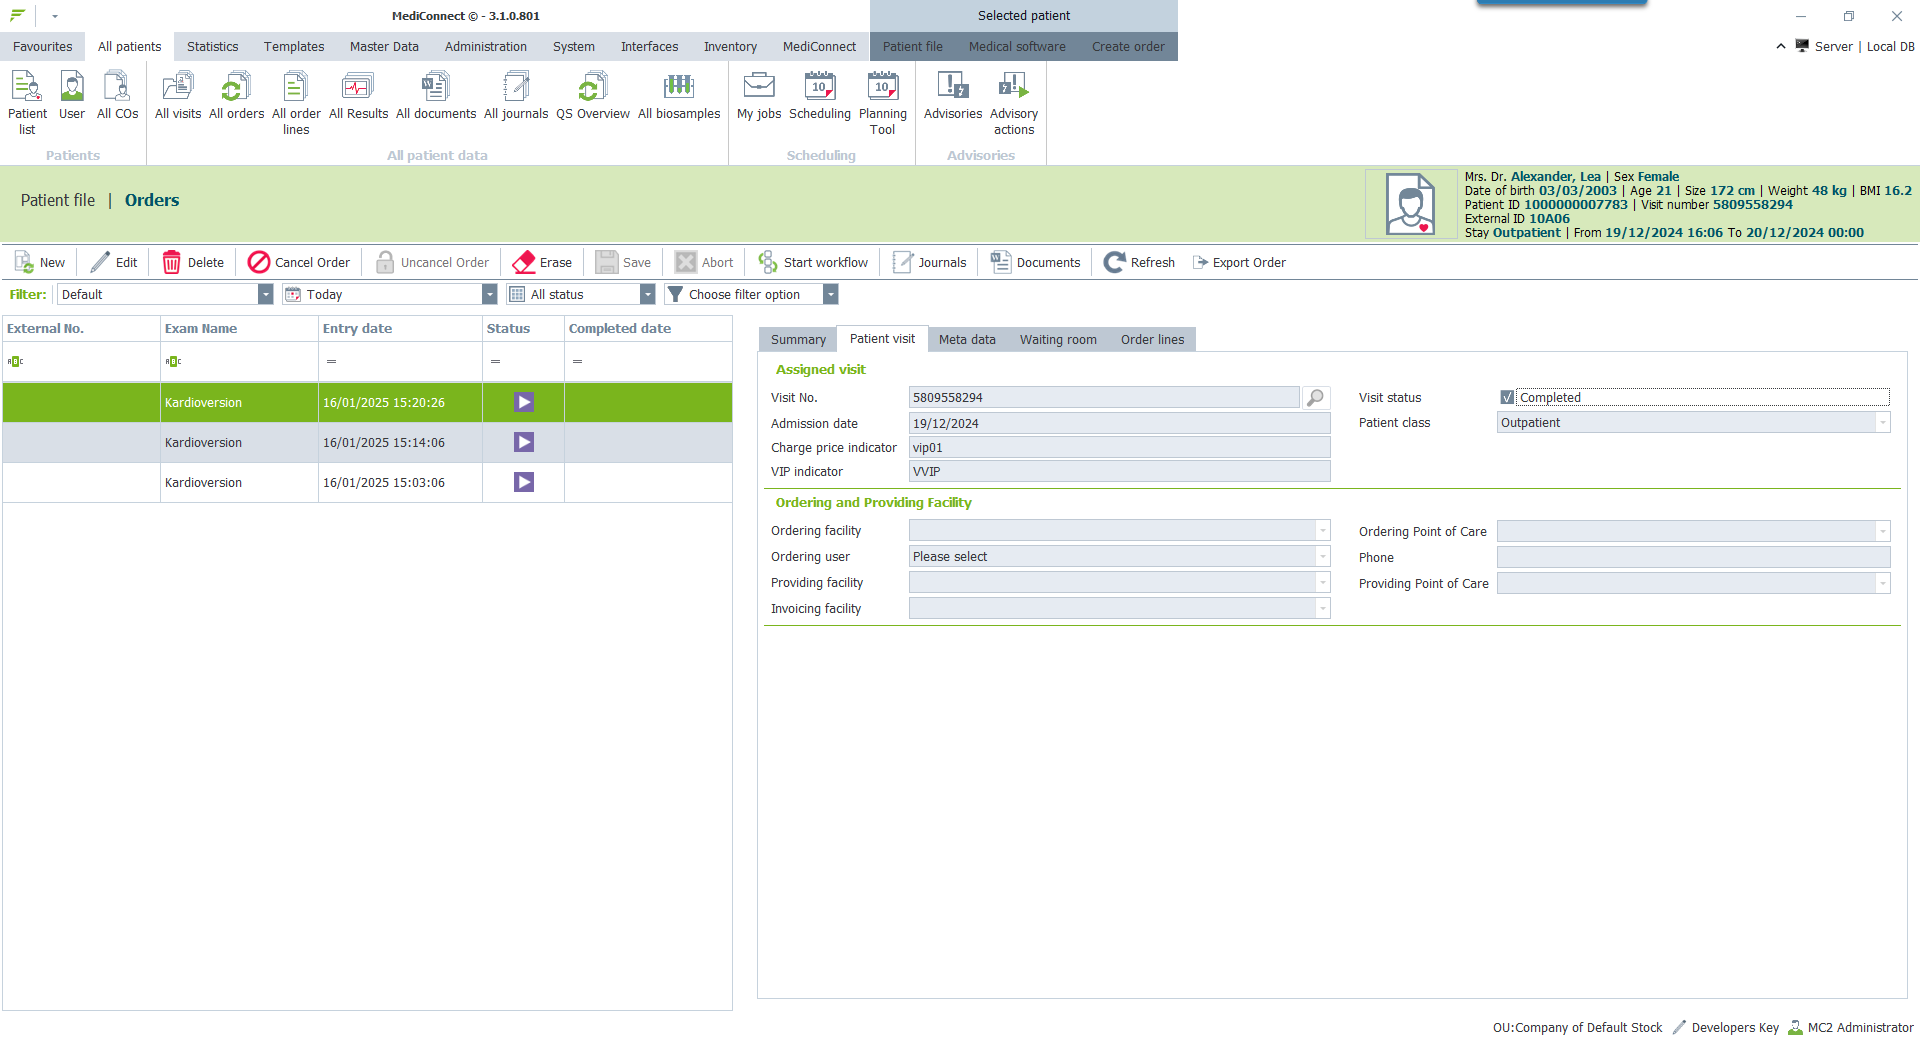 MediConnect © - 3.1.0.801
Selected patient
Favourites All patients Statistics Templates Master Data Administration System Interfaces Inventory MediConnect Patient file Medical software Create order
Server | Local DB
Patient list User All COs All visits All orders All order lines All Results All documents All journals QS Overview All biosamples My jobs Scheduling Planning Tool Advisories Advisory actions
Patients All patient data Scheduling Advisories
Patient file | Orders
Mrs. Dr. Alexander, Lea | Sex Female
Date of birth 03/03/2003 | Age 21 | Size 172 cm | Weight 48 kg | BMI 16.2
Patient ID 1000000007783 | Visit number 5809558294
External ID 10A06
Stay Outpatient | From 19/12/2024 16:06 To 20/12/2024 00:00
New Edit Delete Cancel Order Uncancel Order Erase Save Abort Start workflow Journals Documents Refresh Export Order
Filter: Default Today All status Choose filter option
External No. Exam Name Entry date Status Completed date
ABC ABC = = =
Kardioversion 16/01/2025 15:20:26
Kardioversion 16/01/2025 15:14:06
Kardioversion 16/01/2025 15:03:06
Summary Patient visit Meta data Waiting room Order lines
Assigned visit
Visit No. 5809558294 Visit status Completed
Admission date 19/12/2024 Patient class Outpatient
Charge price indicator vip01
VIP indicator VVIP
Ordering and Providing Facility
Ordering facility Ordering Point of Care
Ordering user Please select Phone
Providing facility Providing Point of Care
Invoicing facility
OU:Company of Default Stock Developers Key MC2 Administrator